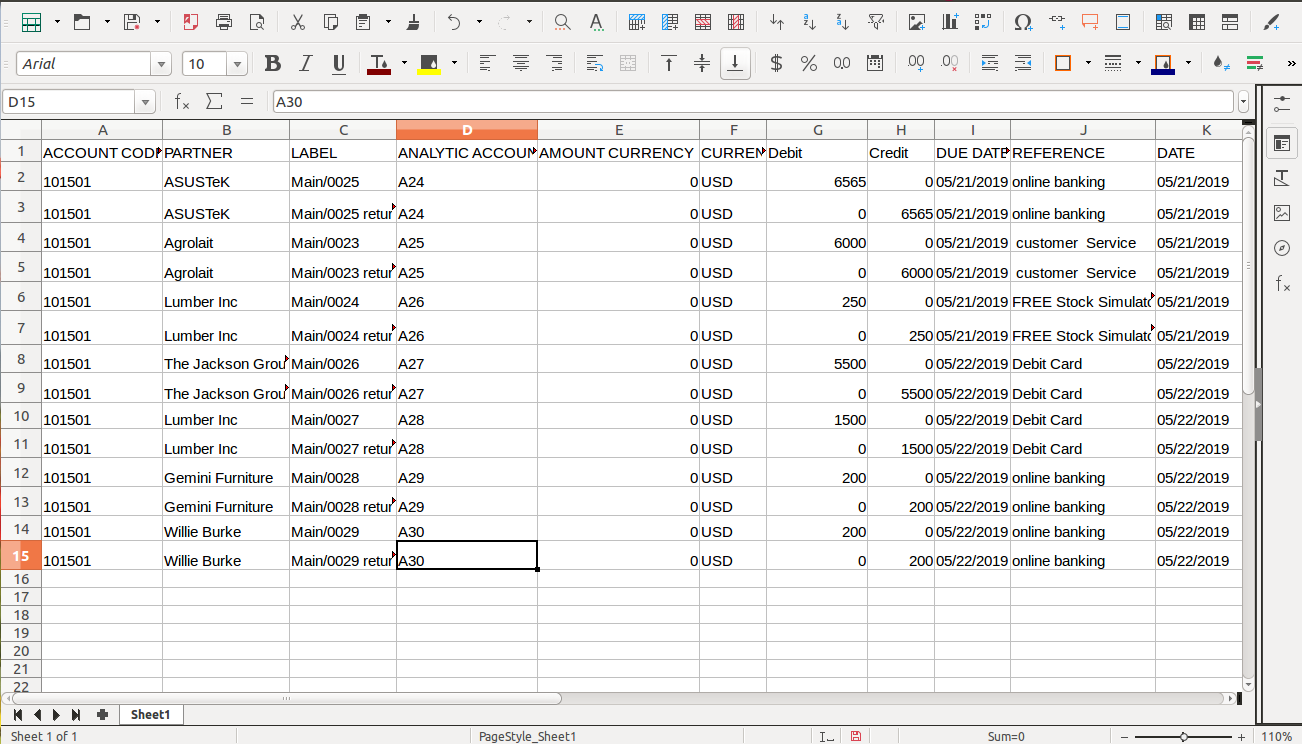 Arial 10
D15 A30
A B C D E F G H I J K
1 ACCOUNT COD PARTNER LABEL ANALYTIC ACCOUN AMOUNT CURRENCY CURREN Debit Credit DUE DATE REFERENCE DATE
2 101501 ASUSTeK Main/0025 A24 0 USD 6565 0 05/21/2019 online banking 05/21/2019
3 101501 ASUSTeK Main/0025 retur A24 0 USD 0 6565 05/21/2019 online banking 05/21/2019
4 101501 Agrolait Main/0023 A25 0 USD 6000 0 05/21/2019 customer  Service 05/21/2019
5 101501 Agrolait Main/0023 retur A25 0 USD 0 6000 05/21/2019 customer  Service 05/21/2019
6 101501 Lumber Inc Main/0024 A26 0 USD 250 0 05/21/2019 FREE Stock Simulato 05/21/2019
7 101501 Lumber Inc Main/0024 retur A26 0 USD 0 250 05/21/2019 FREE Stock Simulato 05/21/2019
8 101501 The Jackson Grou Main/0026 A27 0 USD 5500 0 05/22/2019 Debit Card 05/22/2019
9 101501 The Jackson Grou Main/0026 retur A27 0 USD 0 5500 05/22/2019 Debit Card 05/22/2019
10 101501 Lumber Inc Main/0027 A28 0 USD 1500 0 05/22/2019 Debit Card 05/22/2019
11 101501 Lumber Inc Main/0027 retur A28 0 USD 0 1500 05/22/2019 Debit Card 05/22/2019
12 101501 Gemini Furniture Main/0028 A29 0 USD 200 0 05/22/2019 online banking 05/22/2019
13 101501 Gemini Furniture Main/0028 retur A29 0 USD 0 200 05/22/2019 online banking 05/22/2019
14 101501 Willie Burke Main/0029 A30 0 USD 200 0 05/22/2019 online banking 05/22/2019
15 101501 Willie Burke Main/0029 retur A30 0 USD 0 200 05/22/2019 online banking 05/22/2019
16
17
18
19
20
21
22
Sheet1
Sheet 1 of 1 PageStyle_Sheet1 Sum=0 110%